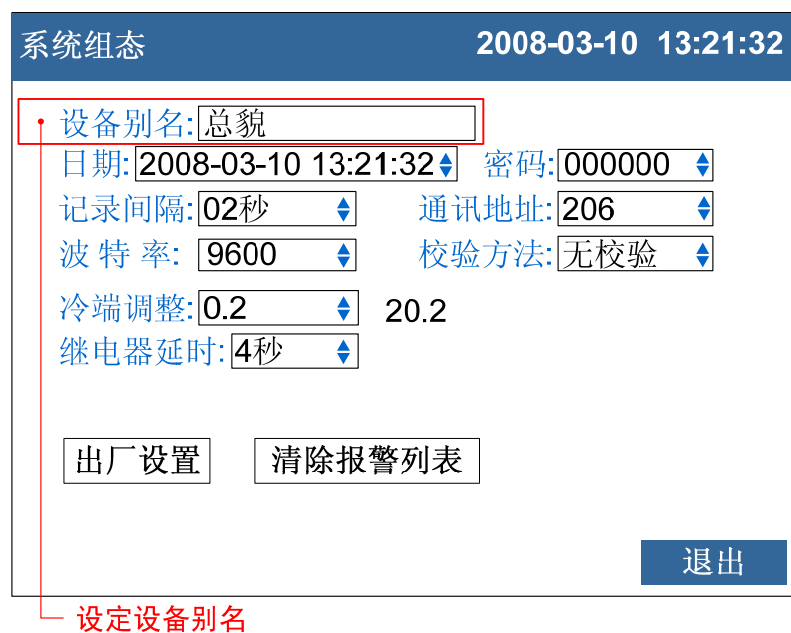 系统组态 2008-03-10 13:21:32
设备别名: 总貌
日期: 2008-03-10 13:21:32 密码: 000000
记录间隔: 02秒 通讯地址: 206
波 特 率: 9600 校验方法: 无校验
冷端调整: 0.2 20.2
继电器延时: 4秒
出厂设置 清除报警列表
退出
设定设备别名